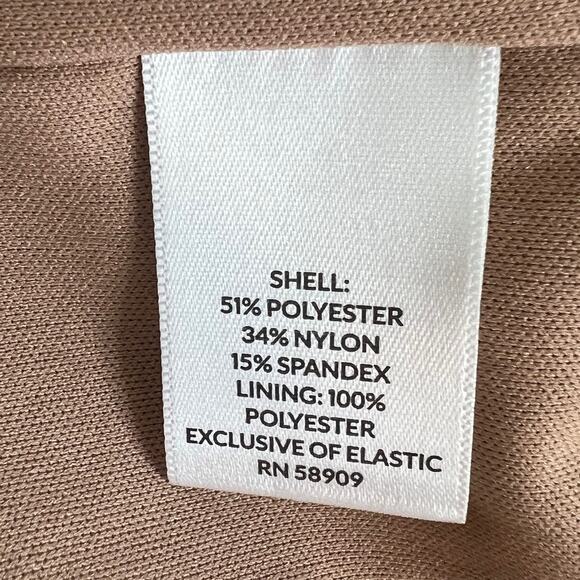 SHELL:
51% POLYESTER
34% NYLON
15% SPANDEX
LINING: 100%
POLYESTER
EXCLUSIVE OF ELASTIC
RN 58909